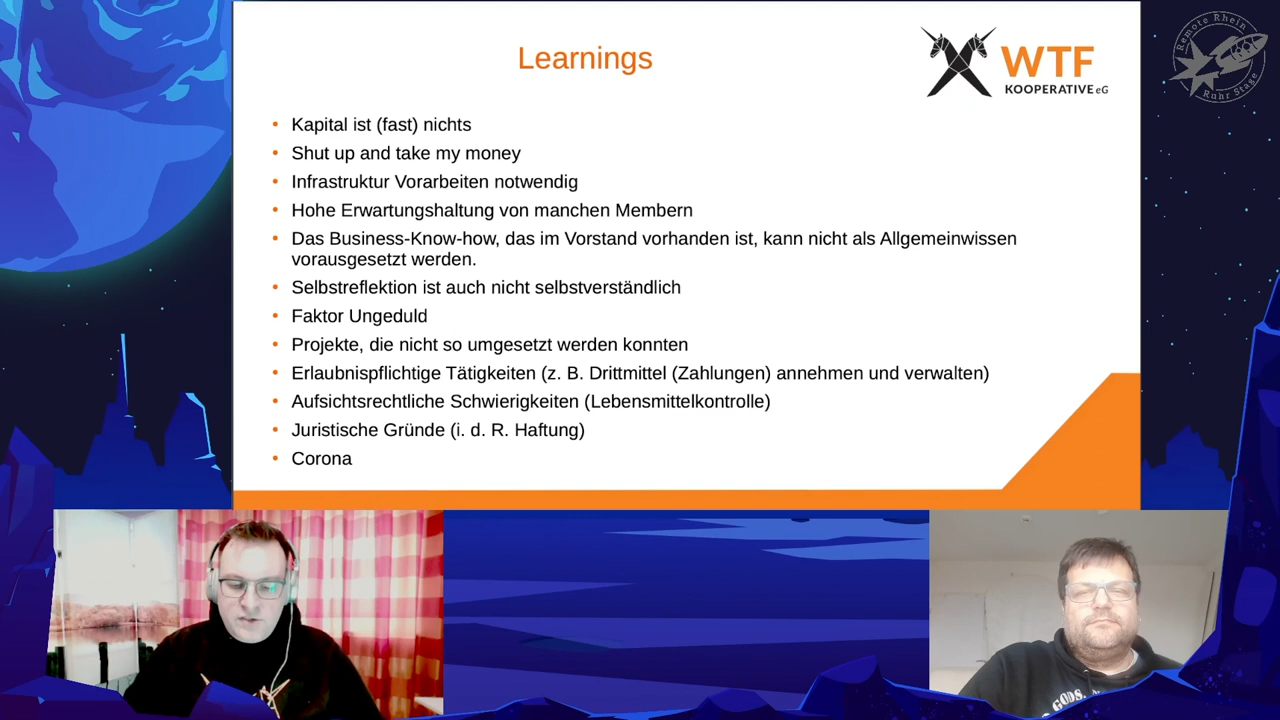 Learnings
WTF
KOOPERATIVE eG
Remote Rhein
Ruhr Stage
• Kapital ist (fast) nichts
• Shut up and take my money
• Infrastruktur Vorarbeiten notwendig
• Hohe Erwartungshaltung von manchen Membern
• Das Business-Know-how, das im Vorstand vorhanden ist, kann nicht als Allgemeinwissen
vorausgesetzt werden.
• Selbstreflektion ist auch nicht selbstverständlich
• Faktor Ungeduld
• Projekte, die nicht so umgesetzt werden konnten
• Erlaubnispflichtige Tätigkeiten (z. B. Drittmittel (Zahlungen) annehmen und verwalten)
• Aufsichtsrechtliche Schwierigkeiten (Lebensmittelkontrolle)
• Juristische Gründe (i. d. R. Haftung)
• Corona
GODS,